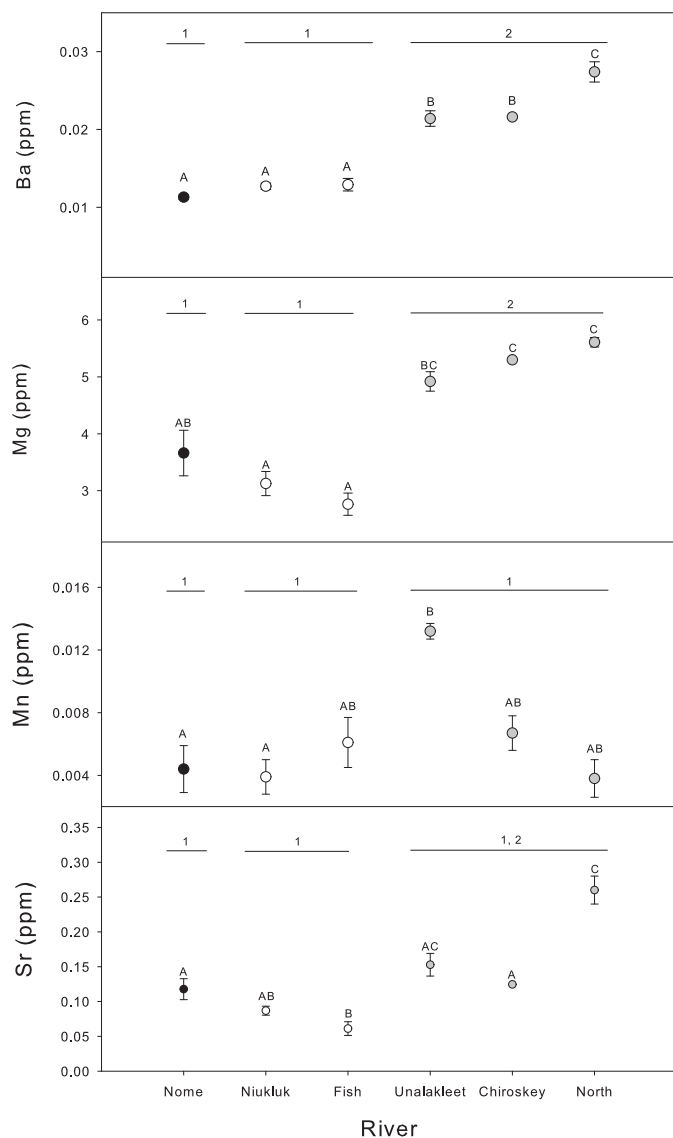 1 1 2
0.03
C
B B
0.02
Ba (ppm)
A A A
0.01
1 1 2
6
C
C
BC
5
Mg (ppm)
AB
4
A
A
3
1 1 1
0.016
B
0.012
Mn (ppm)
AB AB AB
0.008
A A
0.004
0.35
1 1 1, 2
0.30
C
0.25
Sr (ppm)
0.20
AC
0.15
A AB A
0.10
B
0.05
0.00
Nome Niukluk Fish Unalakleet Chiroskey North
River